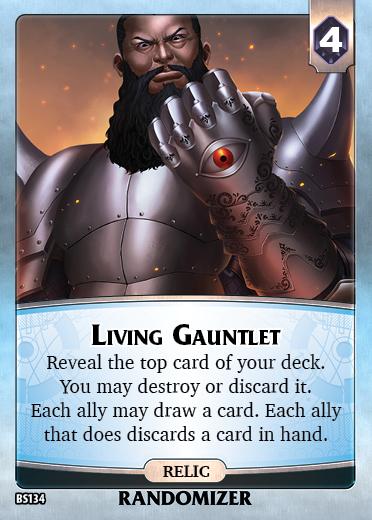 4
Living Gauntlet
Reveal the top card of your deck.
You may destroy or discard it.
Each ally may draw a card. Each ally
that does discards a card in hand.
RELIC
BS134
RANDOMIZER